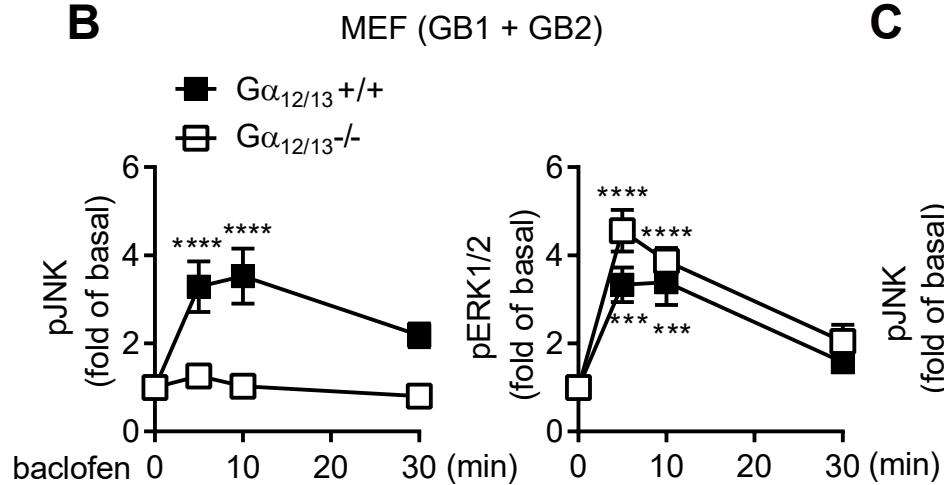 B
MEF (GB1 + GB2)
C
Gα12/13 +/+
Gα12/13-/-
pJNK
(fold of basal)
6
4
2
0
****
****
baclofen 0 10 20 30 (min)
pERK1/2
(fold of basal)
6
4
2
0
****
****
***
***
0 10 20 30 (min)
pJNK
(fold of basal)